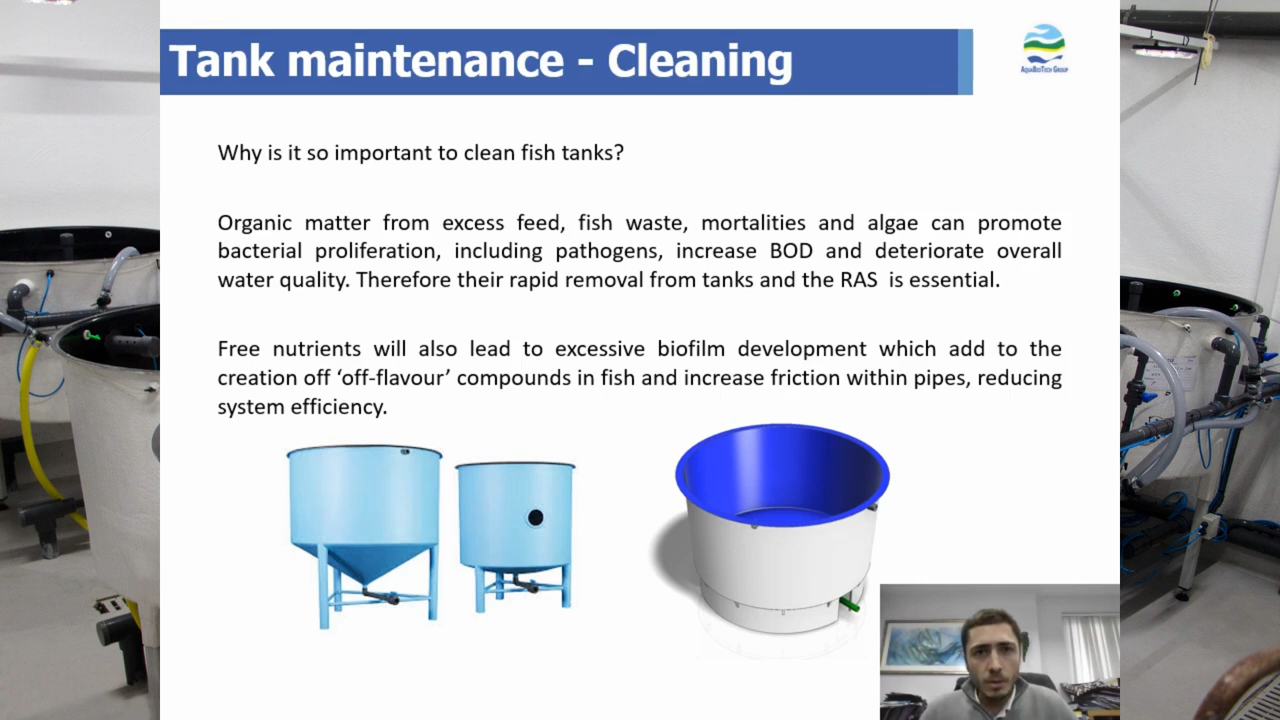 Tank maintenance - Cleaning
AquaBioTech Group
Why is it so important to clean fish tanks?
Organic matter from excess feed, fish waste, mortalities and algae can promote
bacterial proliferation, including pathogens, increase BOD and deteriorate overall
water quality. Therefore their rapid removal from tanks and the RAS is essential.
Free nutrients will also lead to excessive biofilm development which add to the
creation off ‘off-flavour’ compounds in fish and increase friction within pipes, reducing
system efficiency.